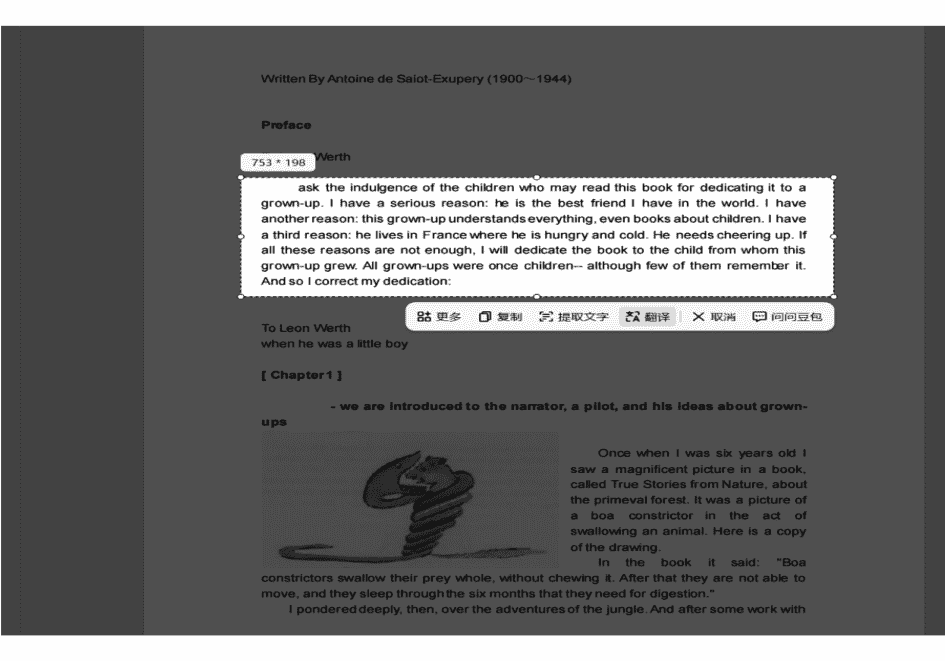 Written By Antoine de Saiot-Exupery (1900～1944)
Preface
Werth
753 * 198
ask the indulgence of the children who may read this book for dedicating it to a
grown-up. I have a serious reason: he is the best friend I have in the world. I have
another reason: this grown-up understands everything, even books about children. I have
a third reason: he lives in France where he is hungry and cold. He needs cheering up. If
all these reasons are not enough, I will dedicate the book to the child from whom this
grown-up grew. All grown-ups were once children-- although few of them remember it.
And so I correct my dedication:
更多 复制 提取文字 翻译 取消 问问豆包
To Leon Werth
when he was a little boy
[ Chapter 1 ]
- we are introduced to the narrator, a pilot, and his ideas about grown-
ups
Once when I was six years old I
saw a magnificent picture in a book,
called True Stories from Nature, about
the primeval forest. It was a picture of
a boa constrictor in the act of
swallowing an animal. Here is a copy
of the drawing.
In the book it said: "Boa
constrictors swallow their prey whole, without chewing it. After that they are not able to
move, and they sleep through the six months that they need for digestion."
I pondered deeply, then, over the adventures of the jungle. And after some work with